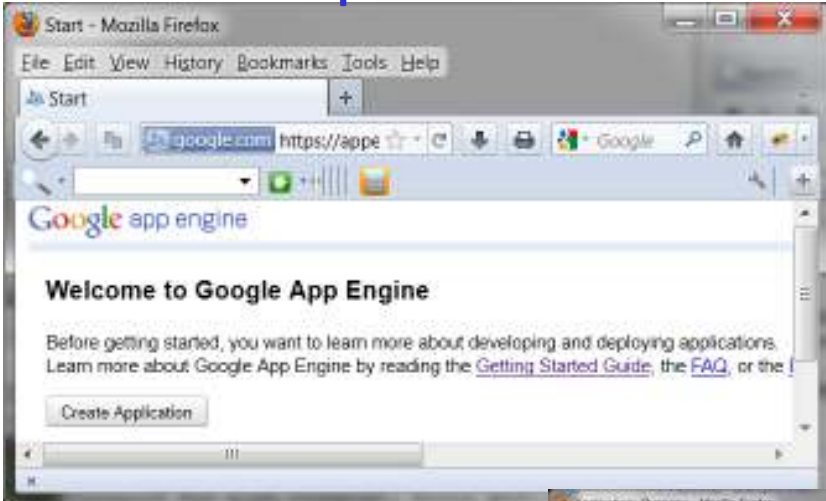 Start - Mozilla Firefox
File Edit View History Bookmarks Tools Help
Start
google.com https://appe Google
Google app engine
Welcome to Google App Engine
Before getting started, you want to learn more about developing and deploying applications.
Learn more about Google App Engine by reading the Getting Started Guide, the FAQ, or the
Create Application